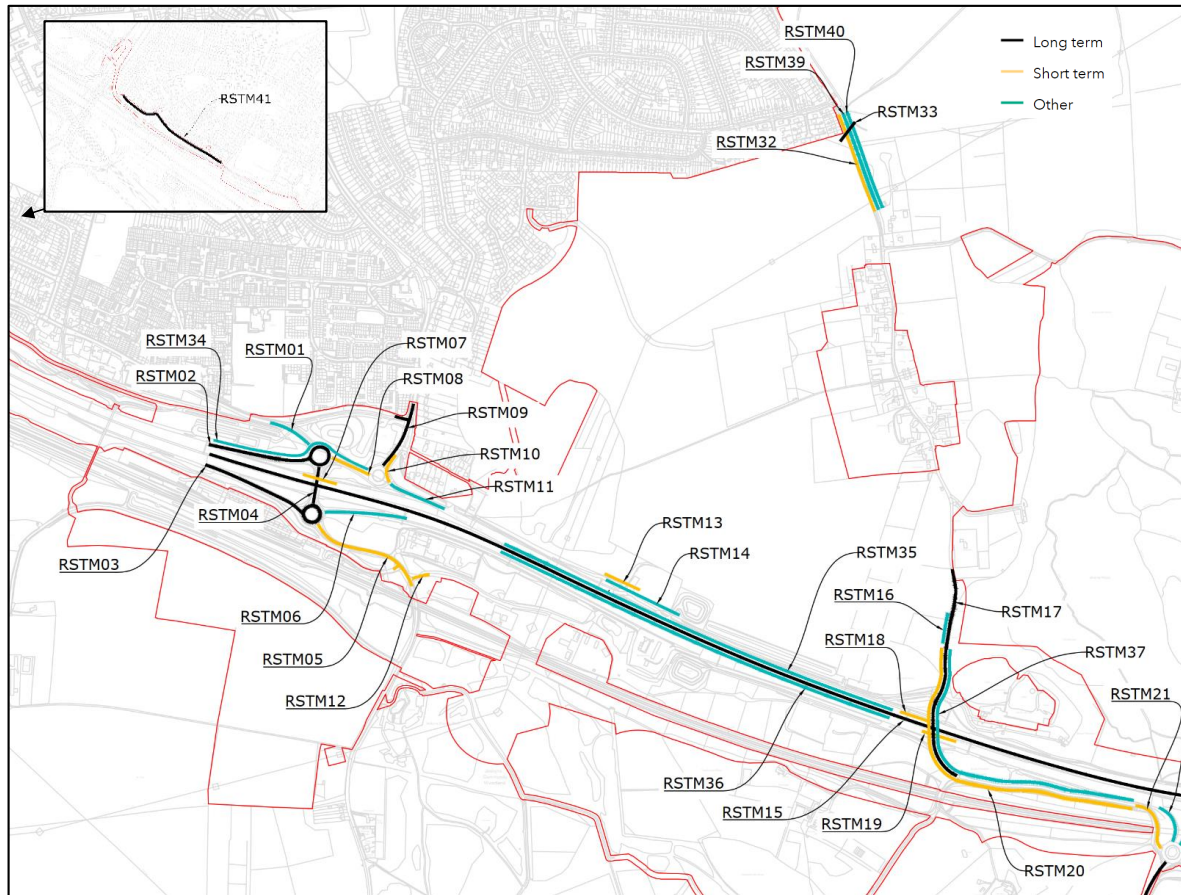 RSTM41
RSTM40
RSTM39
RSTM33
RSTM32
Long term
Short term
Other
RSTM34
RSTM01
RSTM07
RSTM02
RSTM08
RSTM09
RSTM10
RSTM11
RSTM04
RSTM03
RSTM13
RSTM14
RSTM35
RSTM06
RSTM16
RSTM17
RSTM18
RSTM37
RSTM05
RSTM21
RSTM12
RSTM36
RSTM15
RSTM19
RSTM20